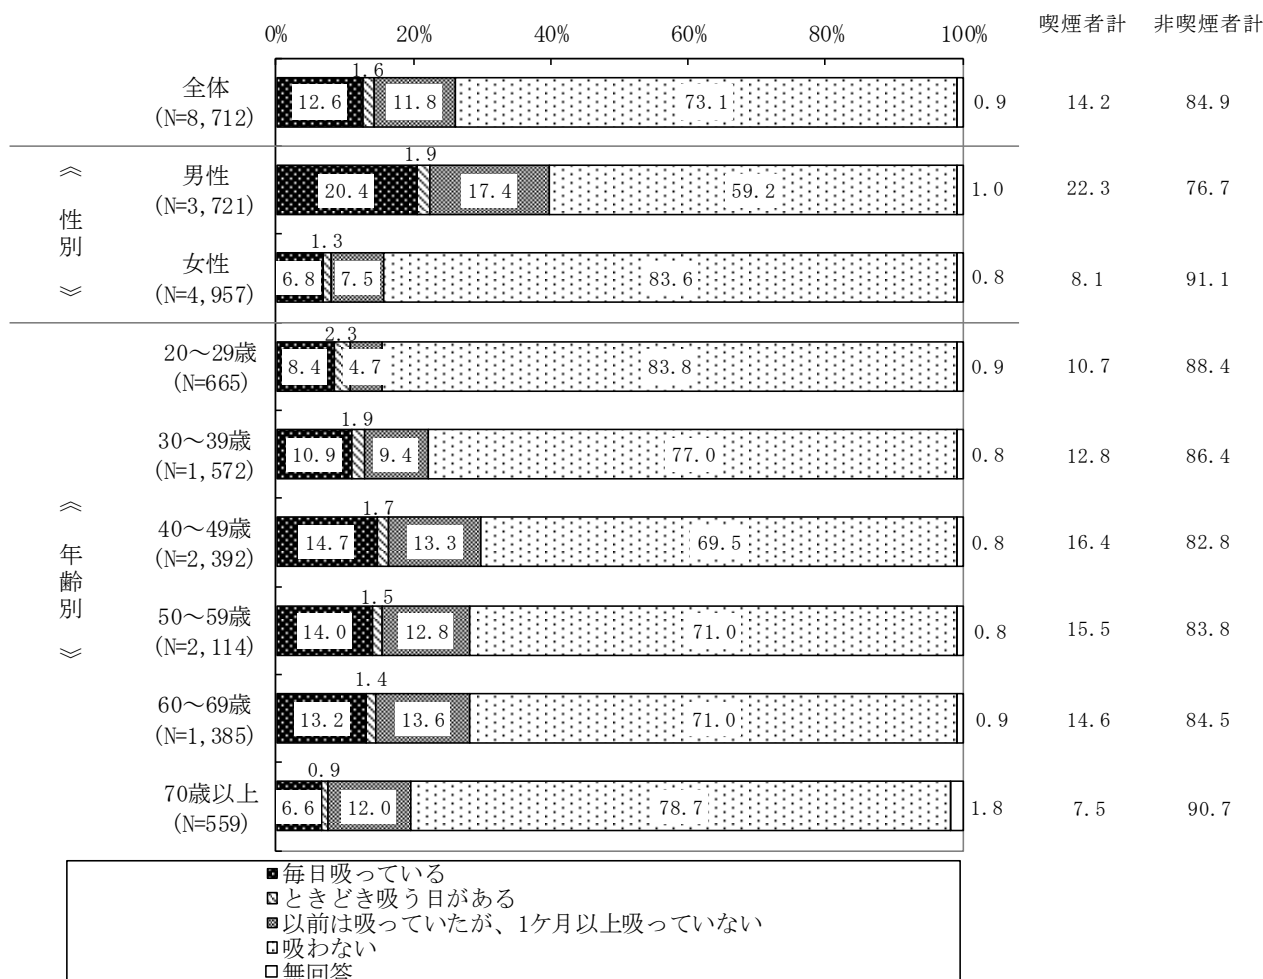 喫煙者計 非喫煙者計
0% 20% 40% 60% 80% 100%
1.6
全体
(N=8,712)
12.6 11.8 73.1 0.9 14.2 84.9
1.9
男性
(N=3,721)
20.4 17.4 59.2 1.0 22.3 76.7
《性別》
1.3
女性
(N=4,957)
6.8 7.5 83.6 0.8 8.1 91.1
2.3
20～29歳
(N=665)
8.4 4.7 83.8 0.9 10.7 88.4
1.9
30～39歳
(N=1,572)
10.9 9.4 77.0 0.8 12.8 86.4
1.7
40～49歳
(N=2,392)
14.7 13.3 69.5 0.8 16.4 82.8
《年齢別》
1.5
50～59歳
(N=2,114)
14.0 12.8 71.0 0.8 15.5 83.8
1.4
60～69歳
(N=1,385)
13.2 13.6 71.0 0.9 14.6 84.5
0.9
70歳以上
(N=559)
6.6 12.0 78.7 1.8 7.5 90.7
毎日吸っている
ときどき吸う日がある
以前は吸っていたが、1ケ月以上吸っていない
吸わない
無回答